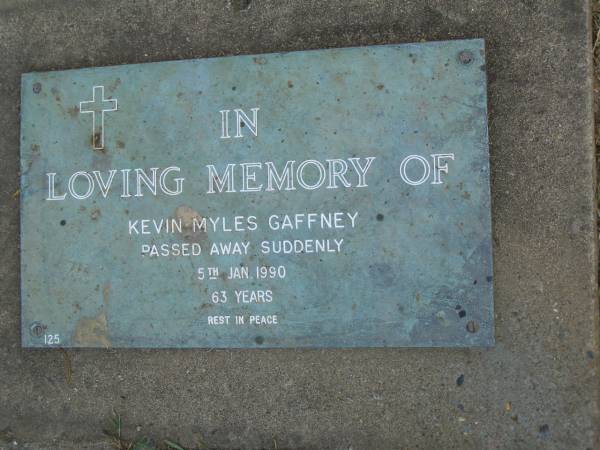 IN
LOVING MEMORY OF
KEVIN MYLES GAFFNEY
PASSED AWAY SUDDENLY
5TH JAN. 1990
63 YEARS
REST IN PEACE
125